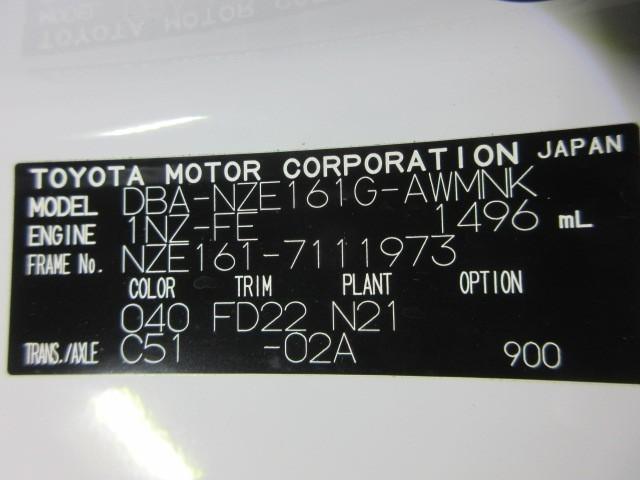 TOYOTA MOTOR CORPORATION JAPAN
MODEL DBA-NZE161G-AWMNK
ENGINE 1NZ-FE 1496 mL
FRAME No. NZE161-7111973
COLOR TRIM PLANT OPTION
040 FD22 N21
TRANS./AXLE C51 -02A 900